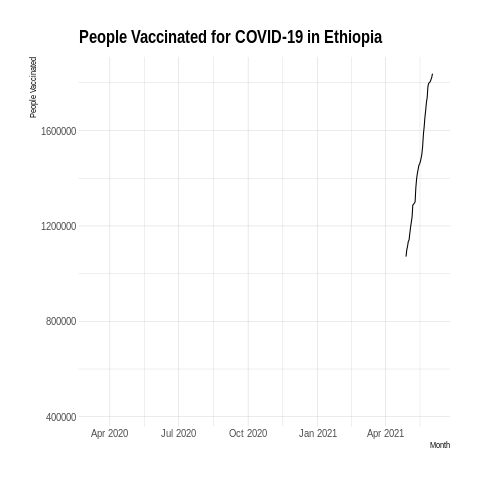 People Vaccinated for COVID-19 in Ethiopia
People Vaccinated
1600000
1200000
800000
400000
Apr 2020 Jul 2020 Oct 2020 Jan 2021 Apr 2021
Month